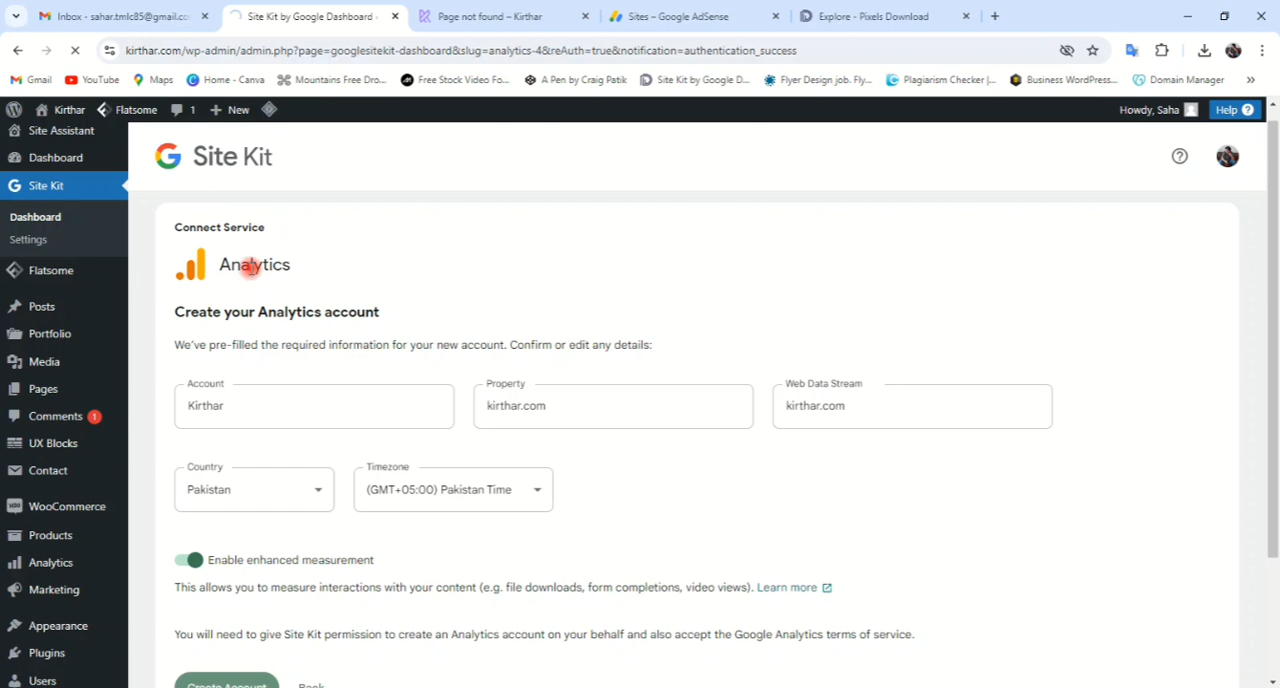 Inbox - sahar.tmlc85@gmail.co
Site Kit by Google Dashboard -
Page not found – Kirthar
Sites – Google AdSense
Explore - Pixels Download
kirthar.com/wp-admin/admin.php?page=googlesitekit-dashboard&slug=analytics-4&reAuth=true&notification=authentication_success
Gmail
YouTube
Maps
Home - Canva
Mountains Free Dro...
Free Stock Video Fo...
A Pen by Craig Patik
Site Kit by Google D...
Flyer Design job. Fly...
Plagiarism Checker |...
Business WordPress...
Domain Manager
Kirthar
Flatsome
1
New
Howdy, Saha
Help
Site Assistant
Dashboard
Site Kit
Dashboard
Settings
Flatsome
Posts
Portfolio
Media
Pages
Comments 1
UX Blocks
Contact
WooCommerce
Products
Analytics
Marketing
Appearance
Plugins
Users
Site Kit
Connect Service
Analytics
Create your Analytics account
We've pre-filled the required information for your new account. Confirm or edit any details:
Account
Kirthar
Property
kirthar.com
Web Data Stream
kirthar.com
Country
Pakistan
Timezone
(GMT+05:00) Pakistan Time
Enable enhanced measurement
This allows you to measure interactions with your content (e.g. file downloads, form completions, video views). Learn more
You will need to give Site Kit permission to create an Analytics account on your behalf and also accept the Google Analytics terms of service.
Create Account
Back